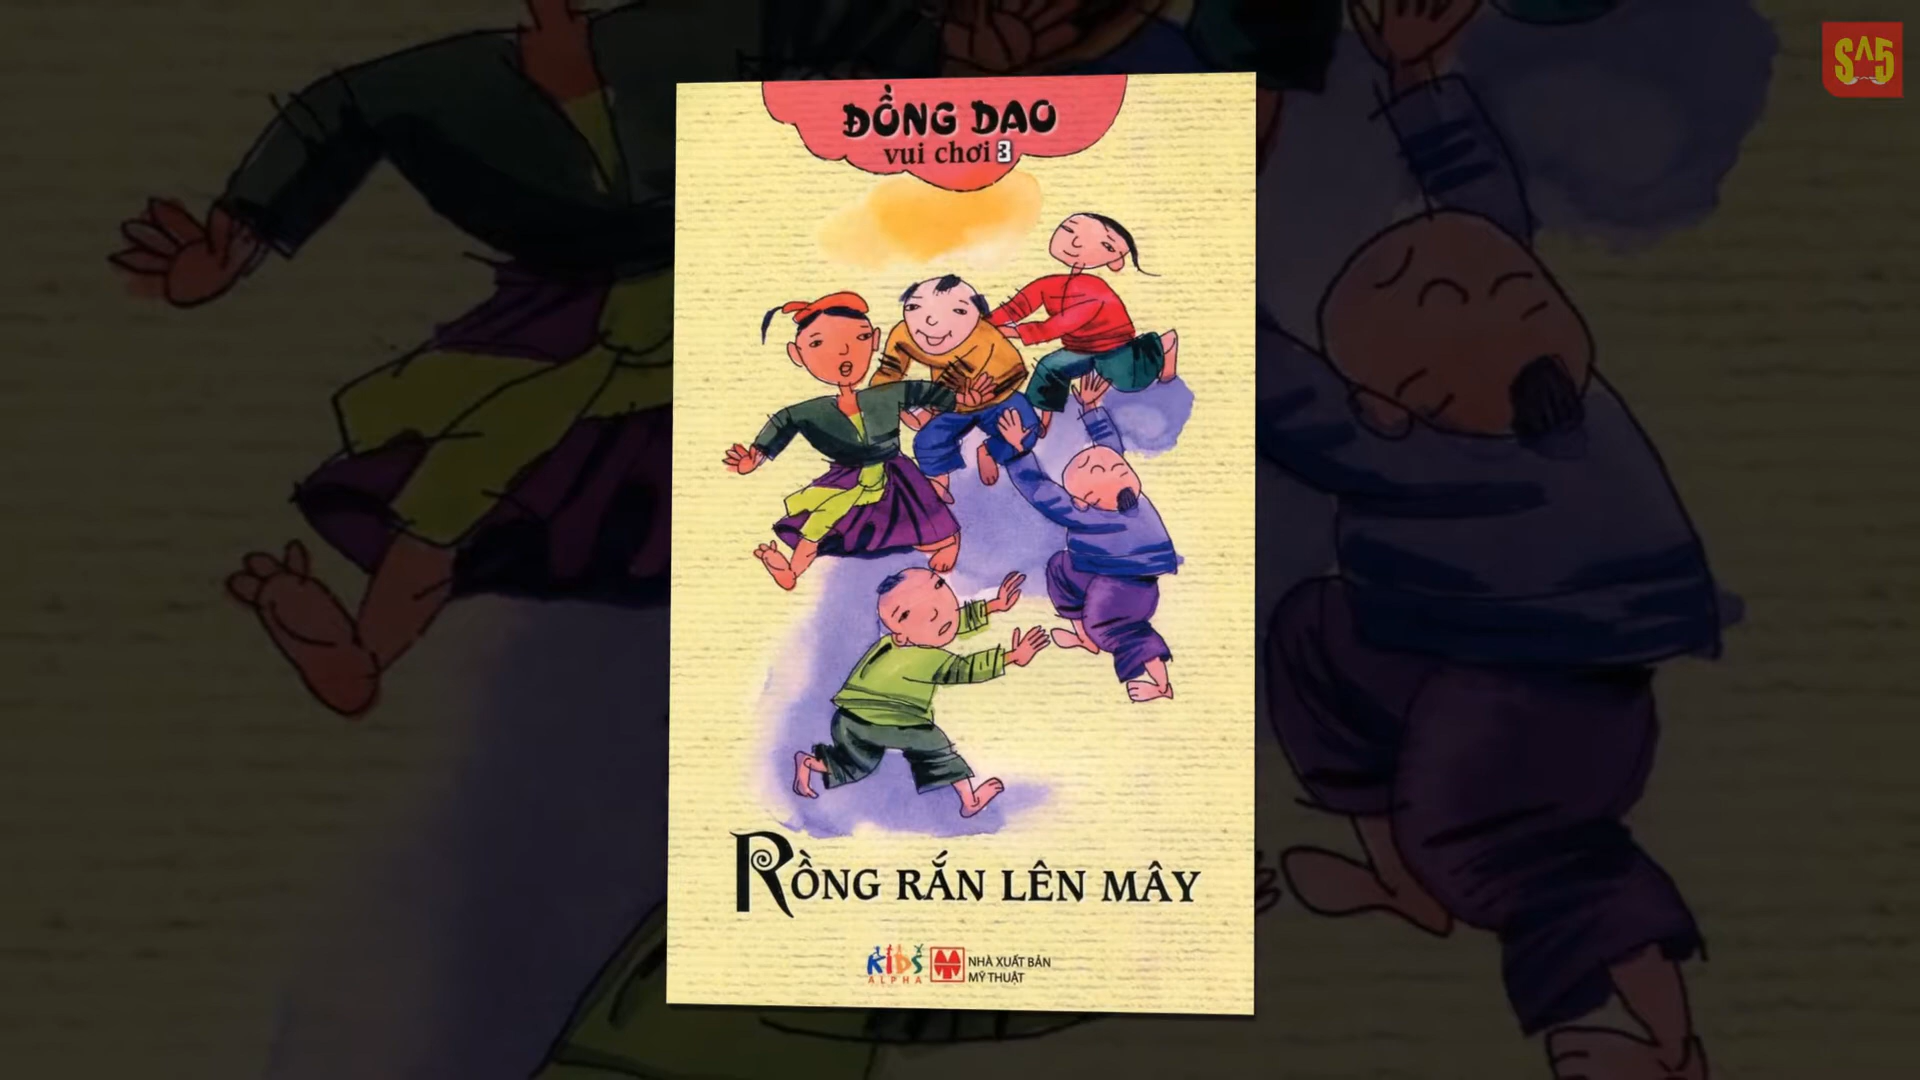 S^5
ĐỒNG DAO
vui chơi 3
RỒNG RẮN LÊN MÂY
KIDS
ALPHA
NHÀ XUẤT BẢN
MỸ THUẬT